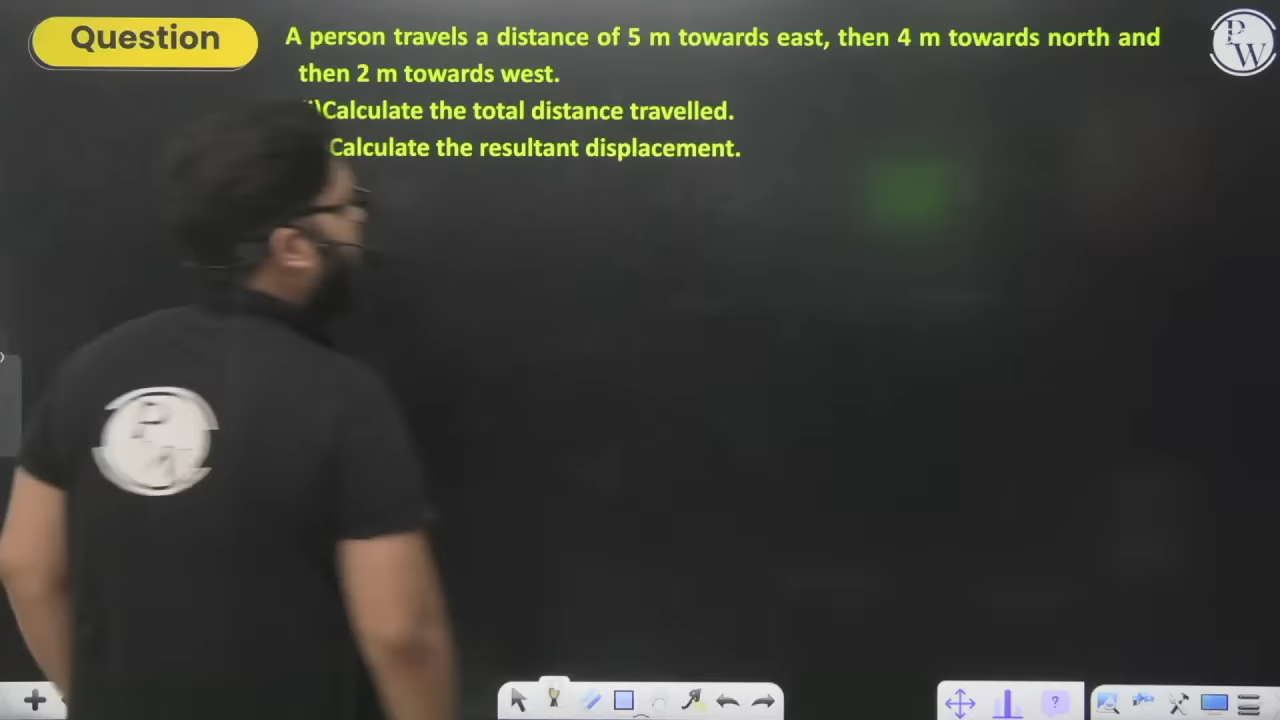 Question
A person travels a distance of 5 m towards east, then 4 m towards north and
then 2 m towards west.
i)Calculate the total distance travelled.
Calculate the resultant displacement.
PW
?